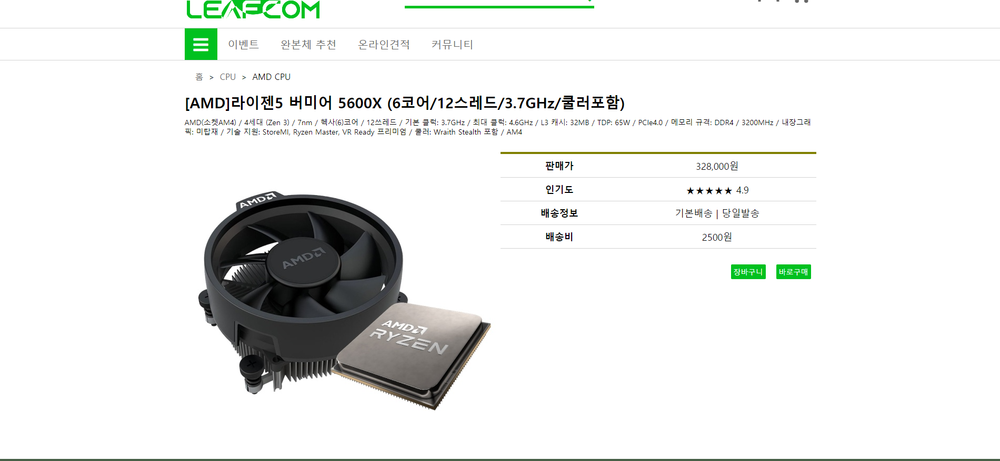 LEAFCOM
이벤트 완본체 추천 온라인견적 커뮤니티
홈 > CPU > AMD CPU
[AMD]라이젠5 버미어 5600X (6코어/12스레드/3.7GHz/쿨러포함)
AMD(소켓AM4) / 4세대 (Zen 3) / 7nm / 헥사(6)코어 / 12쓰레드 / 기본 클럭: 3.7GHz / 최대 클럭: 4.6GHz / L3 캐시: 32MB / TDP: 65W / PCIe4.0 / 메모리 규격: DDR4 / 3200MHz / 내장그래
픽: 미탑재 / 기술 지원: StoreMI, Ryzen Master, VR Ready 프리미엄 / 쿨러: Wraith Stealth 포함 / AM4
판매가 328,000원
인기도 ★★★★★ 4.9
배송정보 기본배송 | 당일발송
배송비 2500원
장바구니 바로구매
AMD
AMD
AMD
RYZEN